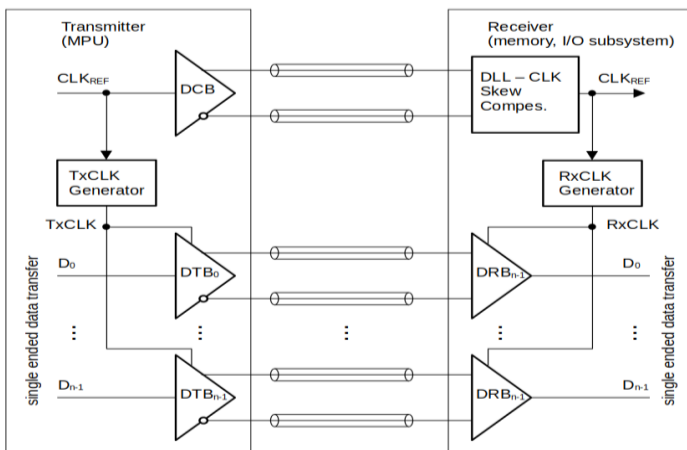 Transmitter
(MPU)
Receiver
(memory, I/O subsystem)
CLKREF
DCB
DLL – CLK
Skew
Compes.
CLKREF
TxCLK
Generator
RxCLK
Generator
TxCLK
RxCLK
single ended data transfer
D0
DTB0
DRBn-1
D0
single ended data transfer
...
...
...
...
...
Dn-1
DTBn-1
DRBn-1
Dn-1